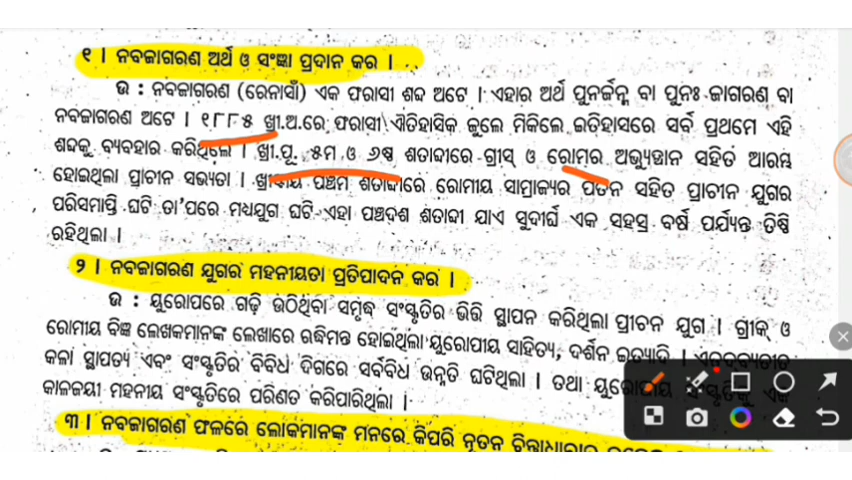 ୧ । ନବଜାଗରଣ ଅର୍ଥ ଓ ସଂଜ୍ଞା ପ୍ରଦାନ କର ।
ଉ : ନବଜାଗରଣ (ରେନେସାଁ) ଏକ ଫରାସୀ ଶବ୍ଦ ଅଟେ । ଏହାର ଅର୍ଥ ପୁନର୍ଜନ୍ମ ବା ପୁନଃ ଜାଗରଣ ବା
ନବଜାଗରଣ ଅଟେ । ୧୮୮୫ ଖ୍ରୀ.ଅ.ରେ ଫରାସୀ ଐତିହାସିକ ଜୁଲେ ମିକିଲେ ଇତିହାସରେ ସର୍ବ ପ୍ରଥମେ ଏହି
ଶବ୍ଦକୁ ବ୍ୟବହାର କରିଥିଲେ । ଖ୍ରୀ.ପୂ. ୫ମ ଓ ୬ଷ୍ଠ ଶତାବ୍ଦୀରେ ଗ୍ରୀସ୍ ଓ ରୋମ୍‌ର ଅଭ୍ୟୁତ୍ଥାନ ସହିତ ଆରମ୍ଭ
ହୋଇଥିଲା ପ୍ରାଚୀନ ସଭ୍ୟତା । ପଞ୍ଚମ ଶତାବ୍ଦୀରେ ରୋମୀୟ ସାମ୍ରାଜ୍ୟର ପତନ ସହିତ ପ୍ରାଚୀନ ଯୁଗର
ପରିସମାପ୍ତି ଘଟି ତା'ପରେ ମଧ୍ୟଯୁଗ ଘଟି ଏହା ପଞ୍ଚଦଶ ଶତାବ୍ଦୀ ଯାଏ ସୁଦୀର୍ଘ ଏକ ସହସ୍ର ବର୍ଷ ପର୍ଯ୍ୟନ୍ତ ତିଷ୍ଠି
ରହିଥିଲା ।
୨ । ନବଜାଗରଣ ଯୁଗର ମହନୀୟତା ପ୍ରତିପାଦନ କର ।
ଉ : ୟୁରୋପରେ ଗଢ଼ି ଉଠିଥିବା ସମୃଦ୍ଧ ସଂସ୍କୃତିର ଭିତ୍ତି ସ୍ଥାପନ କରିଥିଲା ପ୍ରାଚୀନ ଯୁଗ । ଗ୍ରୀକ୍ ଓ
ରୋମୀୟ ବିଜ୍ଞ ଲେଖକମାନଙ୍କ ଲେଖାରେ ଋଦ୍ଧିମନ୍ତ ହୋଇଥିଲା ୟୁରୋପୀୟ ସାହିତ୍ୟ, ଦର୍ଶନ ଇତ୍ୟାଦି । ଏତଦ୍‌ବ୍ୟତୀତ
କଳା ସ୍ଥାପତ୍ୟ ଏବଂ ସଂସ୍କୃତିର ବିବିଧ ଦିଗରେ ସର୍ବବିଧ ଉନ୍ନତି ଘଟିଥିଲା । ତଥା
କାଳଜୟୀ ମହନୀୟ ସଂସ୍କୃତିରେ ପରିଣତ କରିପାରିଥିଲା ।
୩ । ନବଜାଗରଣ ଫଳରେ ଲୋକମାନଙ୍କ ମନରେ କିପରି ନୂତନ